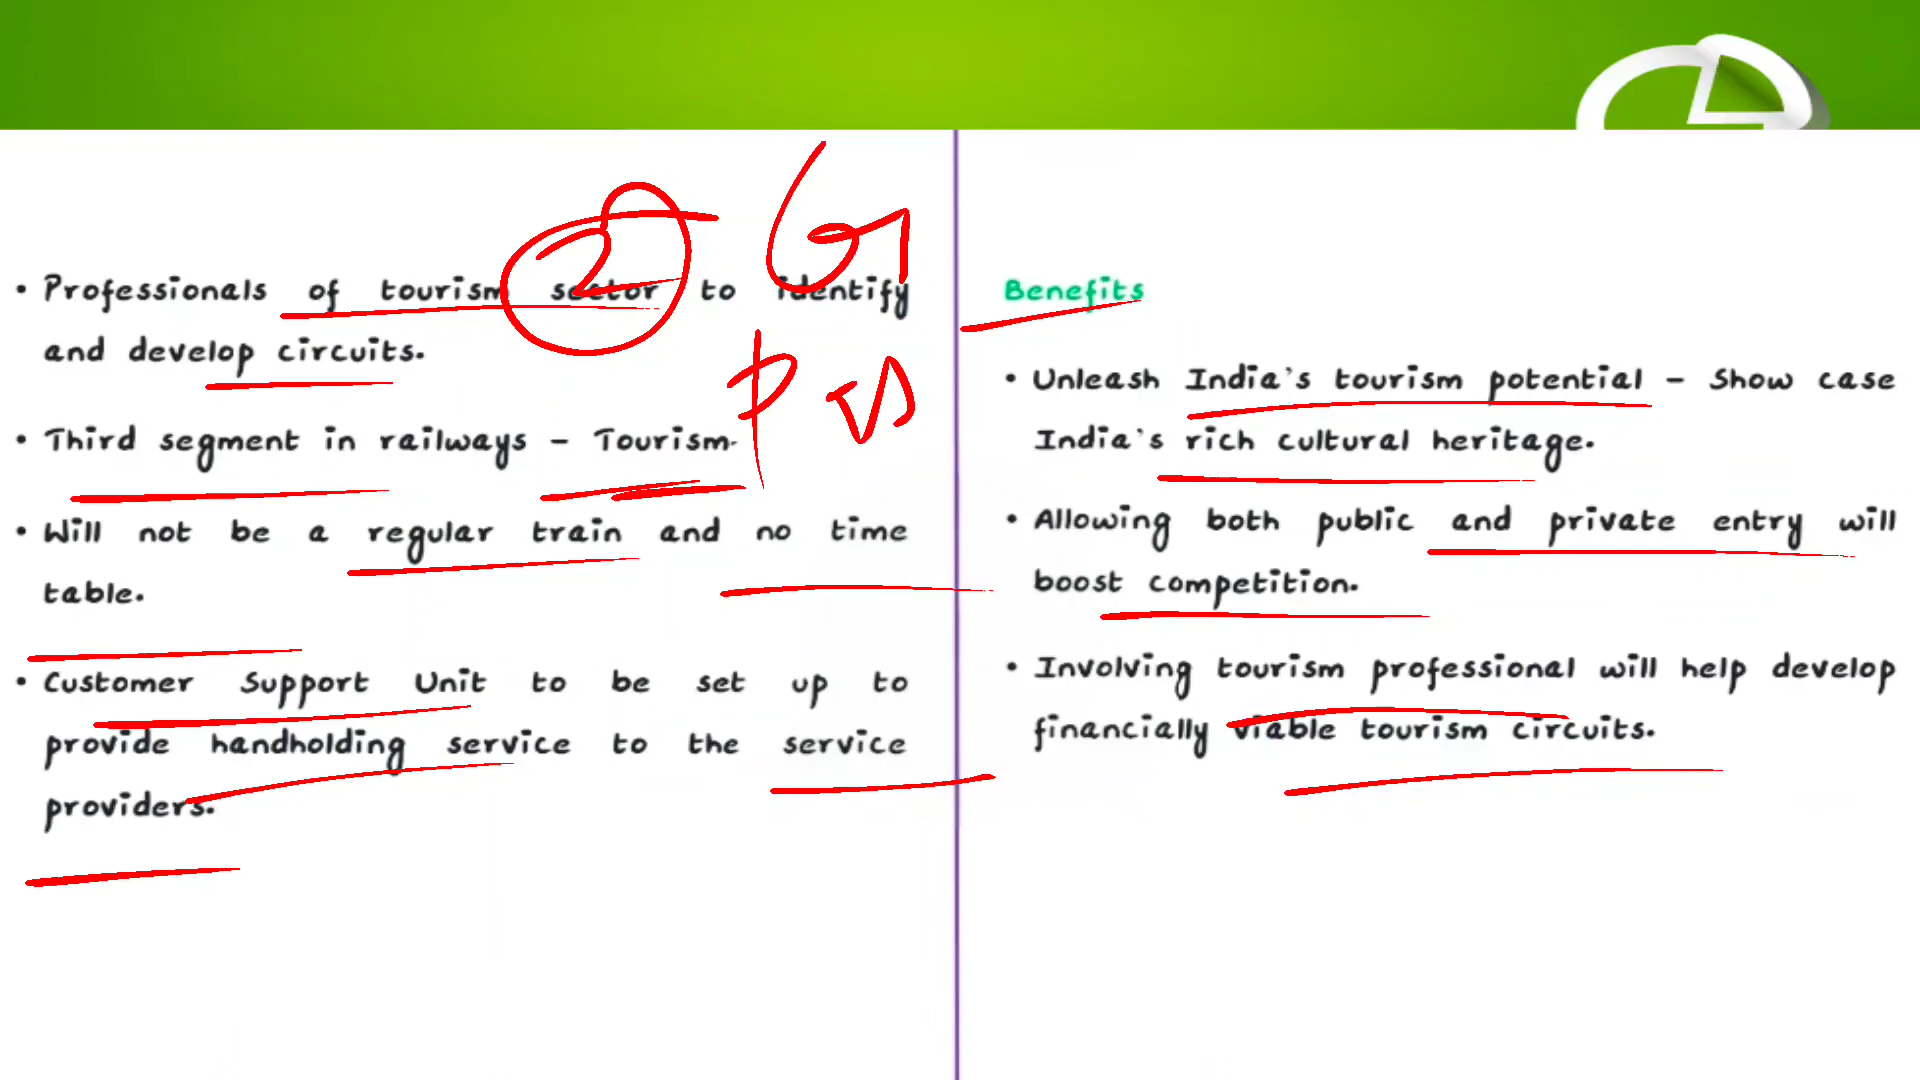 • Professionals of tourism sector to identify
and develop circuits.
• Third segment in railways - Tourism.
• Will not be a regular train and no time
table.
• Customer Support Unit to be set up to
provide handholding service to the service
providers.
2
G
P
Benefits
• Unleash India's tourism potential - Show case
India's rich cultural heritage.
• Allowing both public and private entry will
boost competition.
• Involving tourism professional will help develop
financially viable tourism circuits.